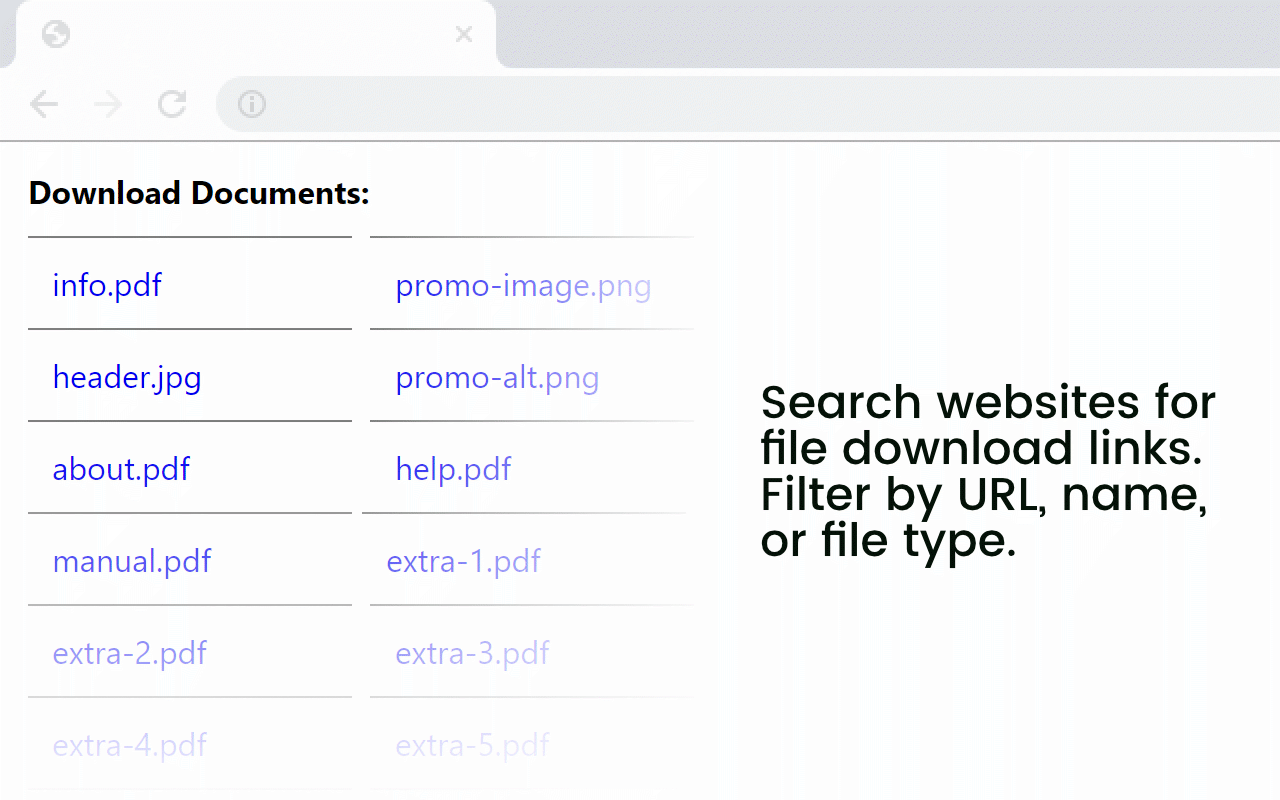 Download Documents:
info.pdf
promo-image.png
header.jpg
promo-alt.png
about.pdf
help.pdf
manual.pdf
extra-1.pdf
extra-2.pdf
extra-3.pdf
extra-4.pdf
extra-5.pdf
Search websites for
file download links.
Filter by URL, name,
or file type.